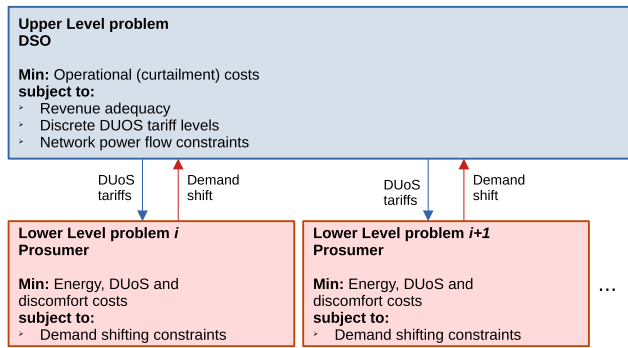 Upper Level problem
DSO
Min: Operational (curtailment) costs
subject to:
Revenue adequacy
Discrete DUOS tariff levels
Network power flow constraints
DUoS
tariffs
Demand
shift
DUoS
tariffs
Demand
shift
Lower Level problem i
Prosumer
Min: Energy, DUoS and
discomfort costs
subject to:
Demand shifting constraints
Lower Level problem i+1
Prosumer
Min: Energy, DUoS and
discomfort costs
subject to:
Demand shifting constraints
...